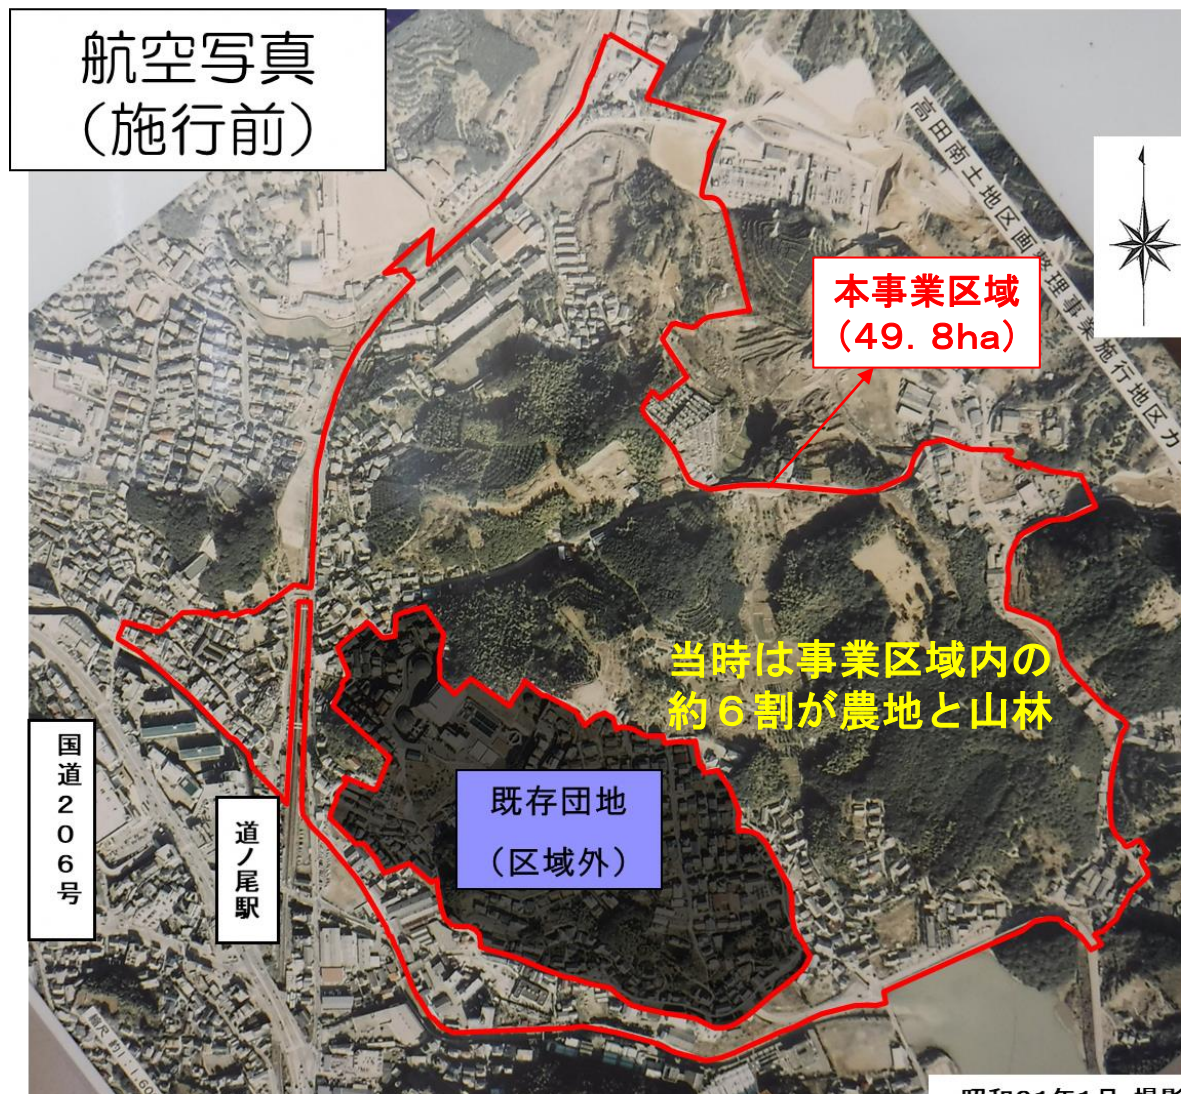 航空写真
（施行前）
高田南土地区画整理事業施行地区
本事業区域
（49．8ha）
当時は事業区域内の
約６割が農地と山林
既存団地
（区域外）
国道２０６号
道ノ尾駅